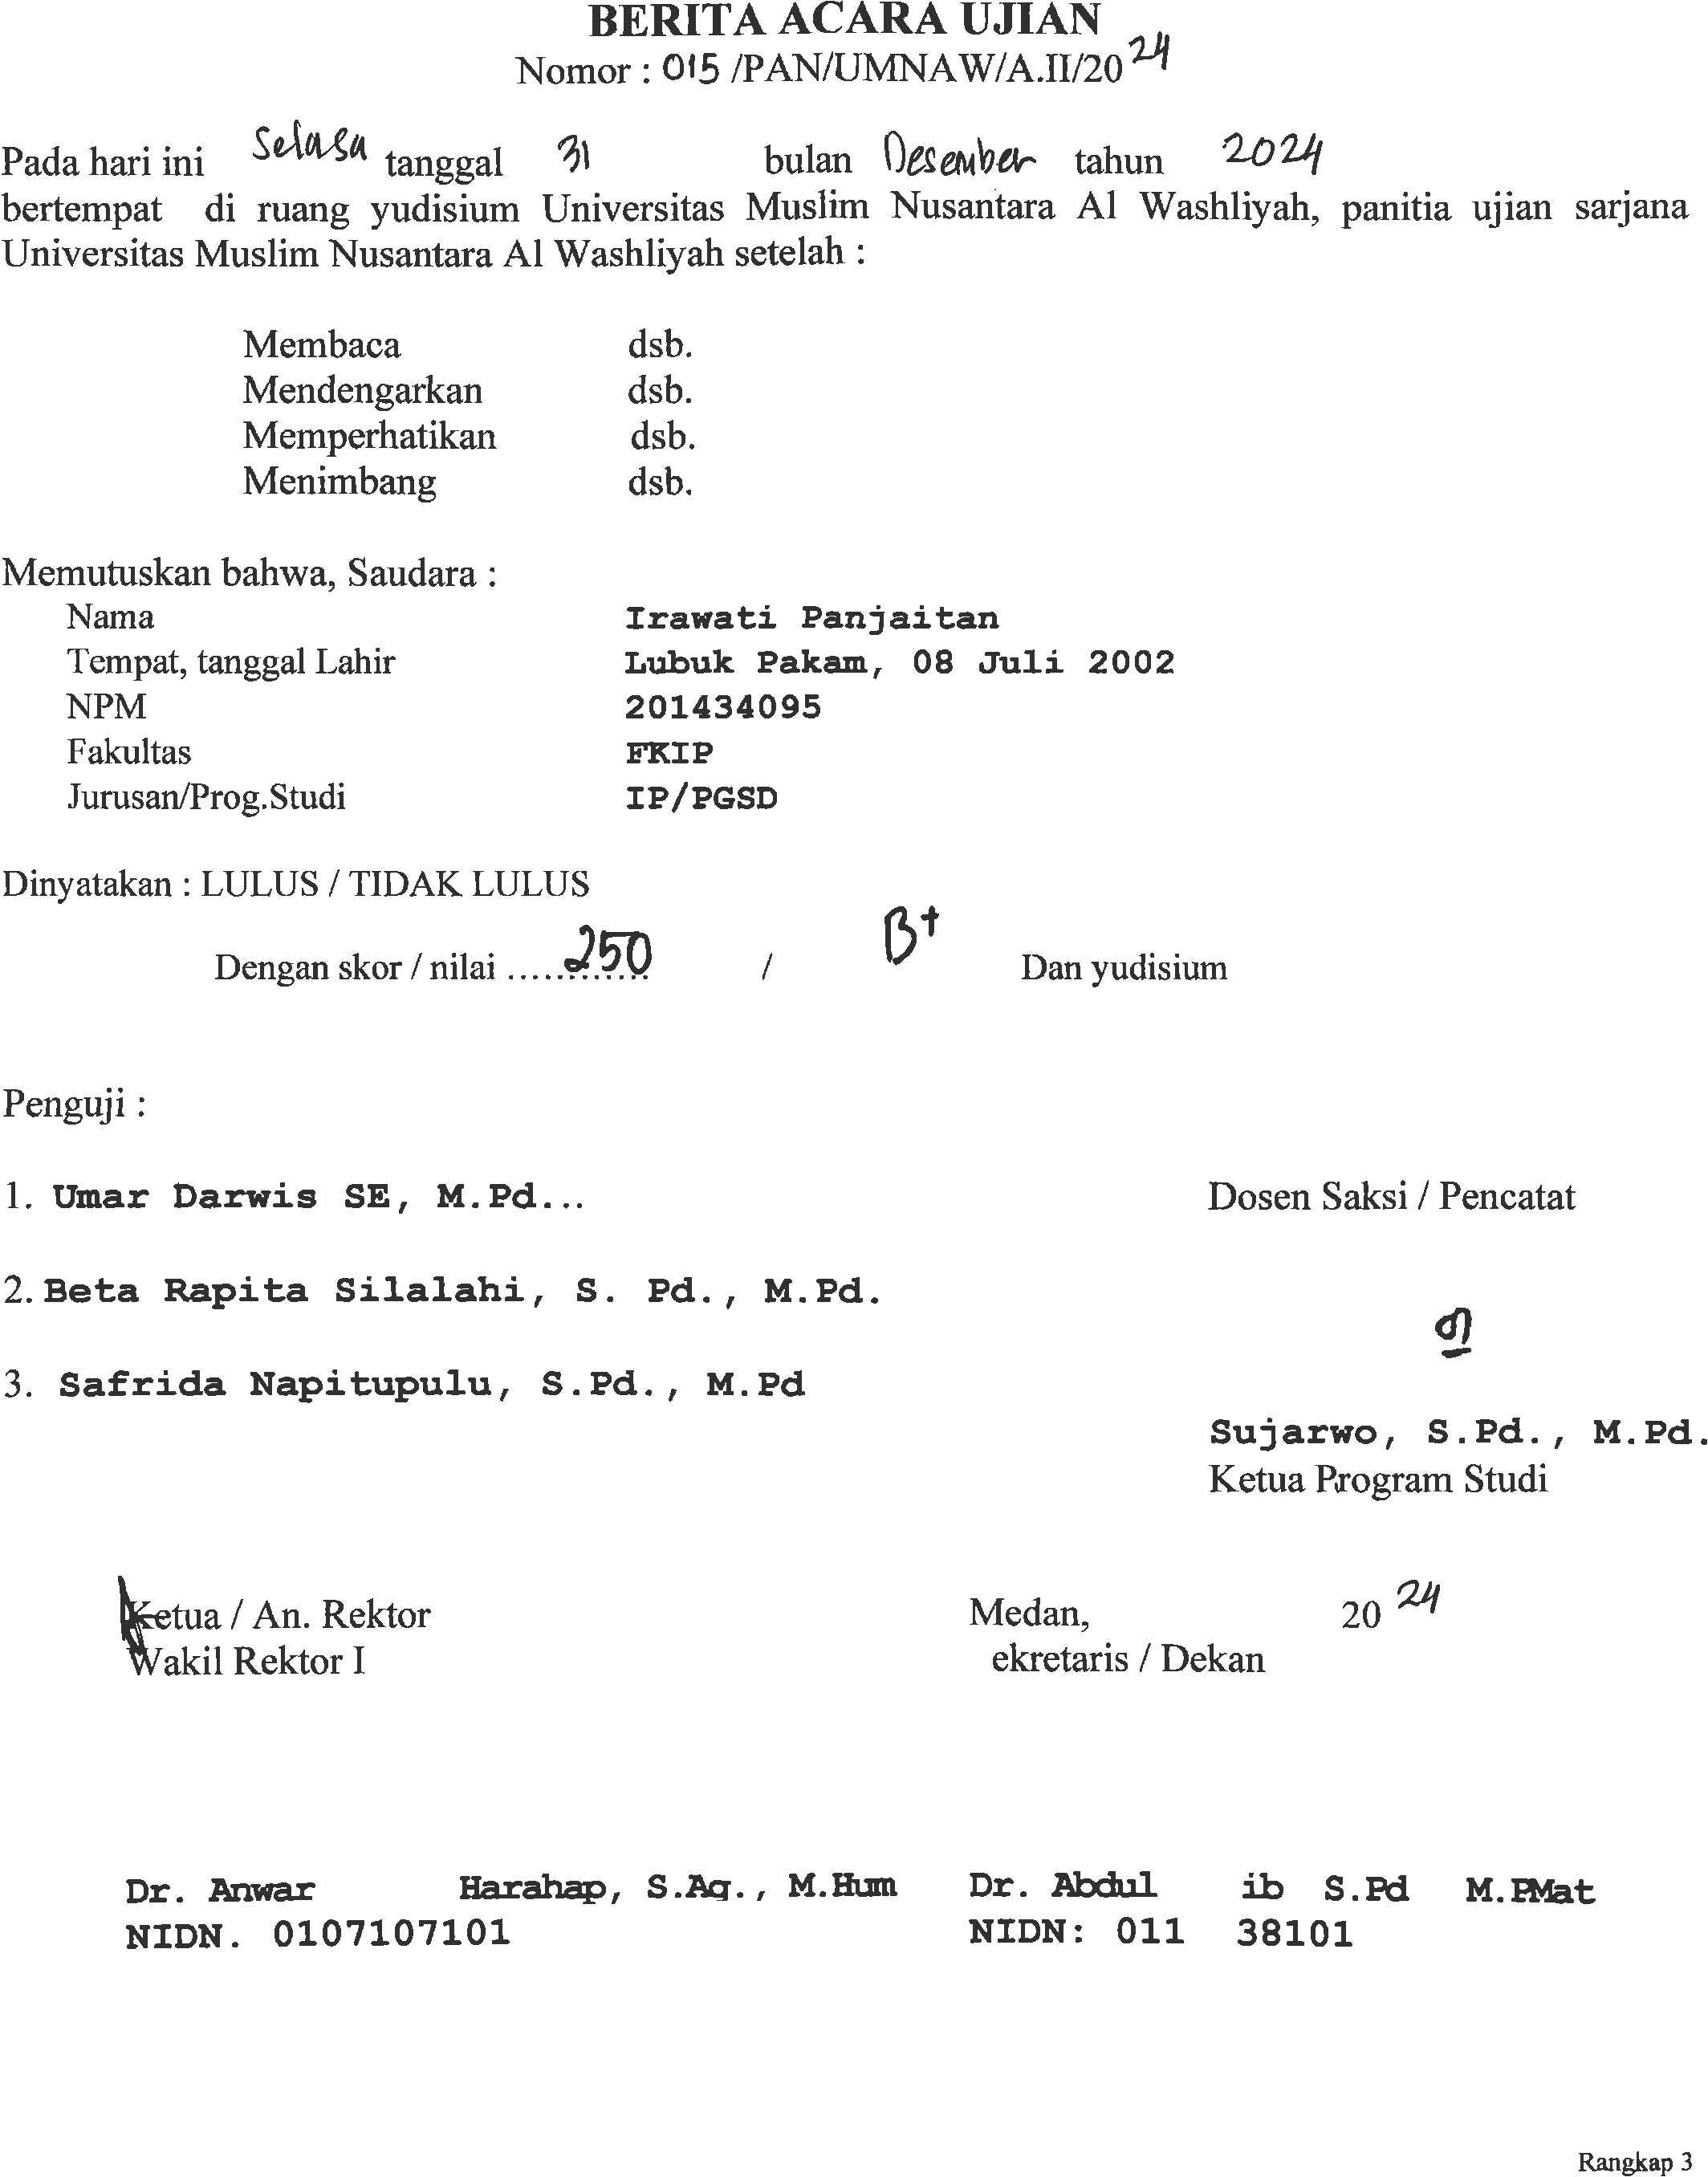 BERITA ACARA UJIAN
Nomor : 015 /PAN/UMNAW/A.II/20 24
Pada hari ini Selasa tanggal 31 bulan Desember tahun 2024
bertempat di ruang yudisium Universitas Muslim Nusantara Al Washliyah, panitia ujian sarjana
Universitas Muslim Nusantara Al Washliyah setelah :
Membaca dsb.
Mendengarkan dsb.
Memperhatikan dsb.
Menimbang dsb.
Memutuskan bahwa, Saudara :
Nama Irawati Panjaitan
Tempat, tanggal Lahir Lubuk Pakam, 08 Juli 2002
NPM 201434095
Fakultas FKIP
Jurusan/Prog.Studi IP/PGSD
Dinyatakan : LULUS / TIDAK LULUS
Dengan skor / nilai ............. 250 / B+ Dan yudisium
Penguji :
1. Umar Darwis SE, M.Pd... Dosen Saksi / Pencatat
2. Beta Rapita Silalahi, S. Pd., M.Pd.
3. Safrida Napitupulu, S.Pd., M.Pd
Sujarwo, S.Pd., M.Pd.
Ketua Program Studi
Ketua / An. Rektor Medan, 20 24
Wakil Rektor I ekretaris / Dekan
Dr. Anwar Harahap, S.Ag., M.Hum Dr. Abdul ib S.Pd M.PMat
NIDN. 0107107101 NIDN: 011 38101
Rangkap 3